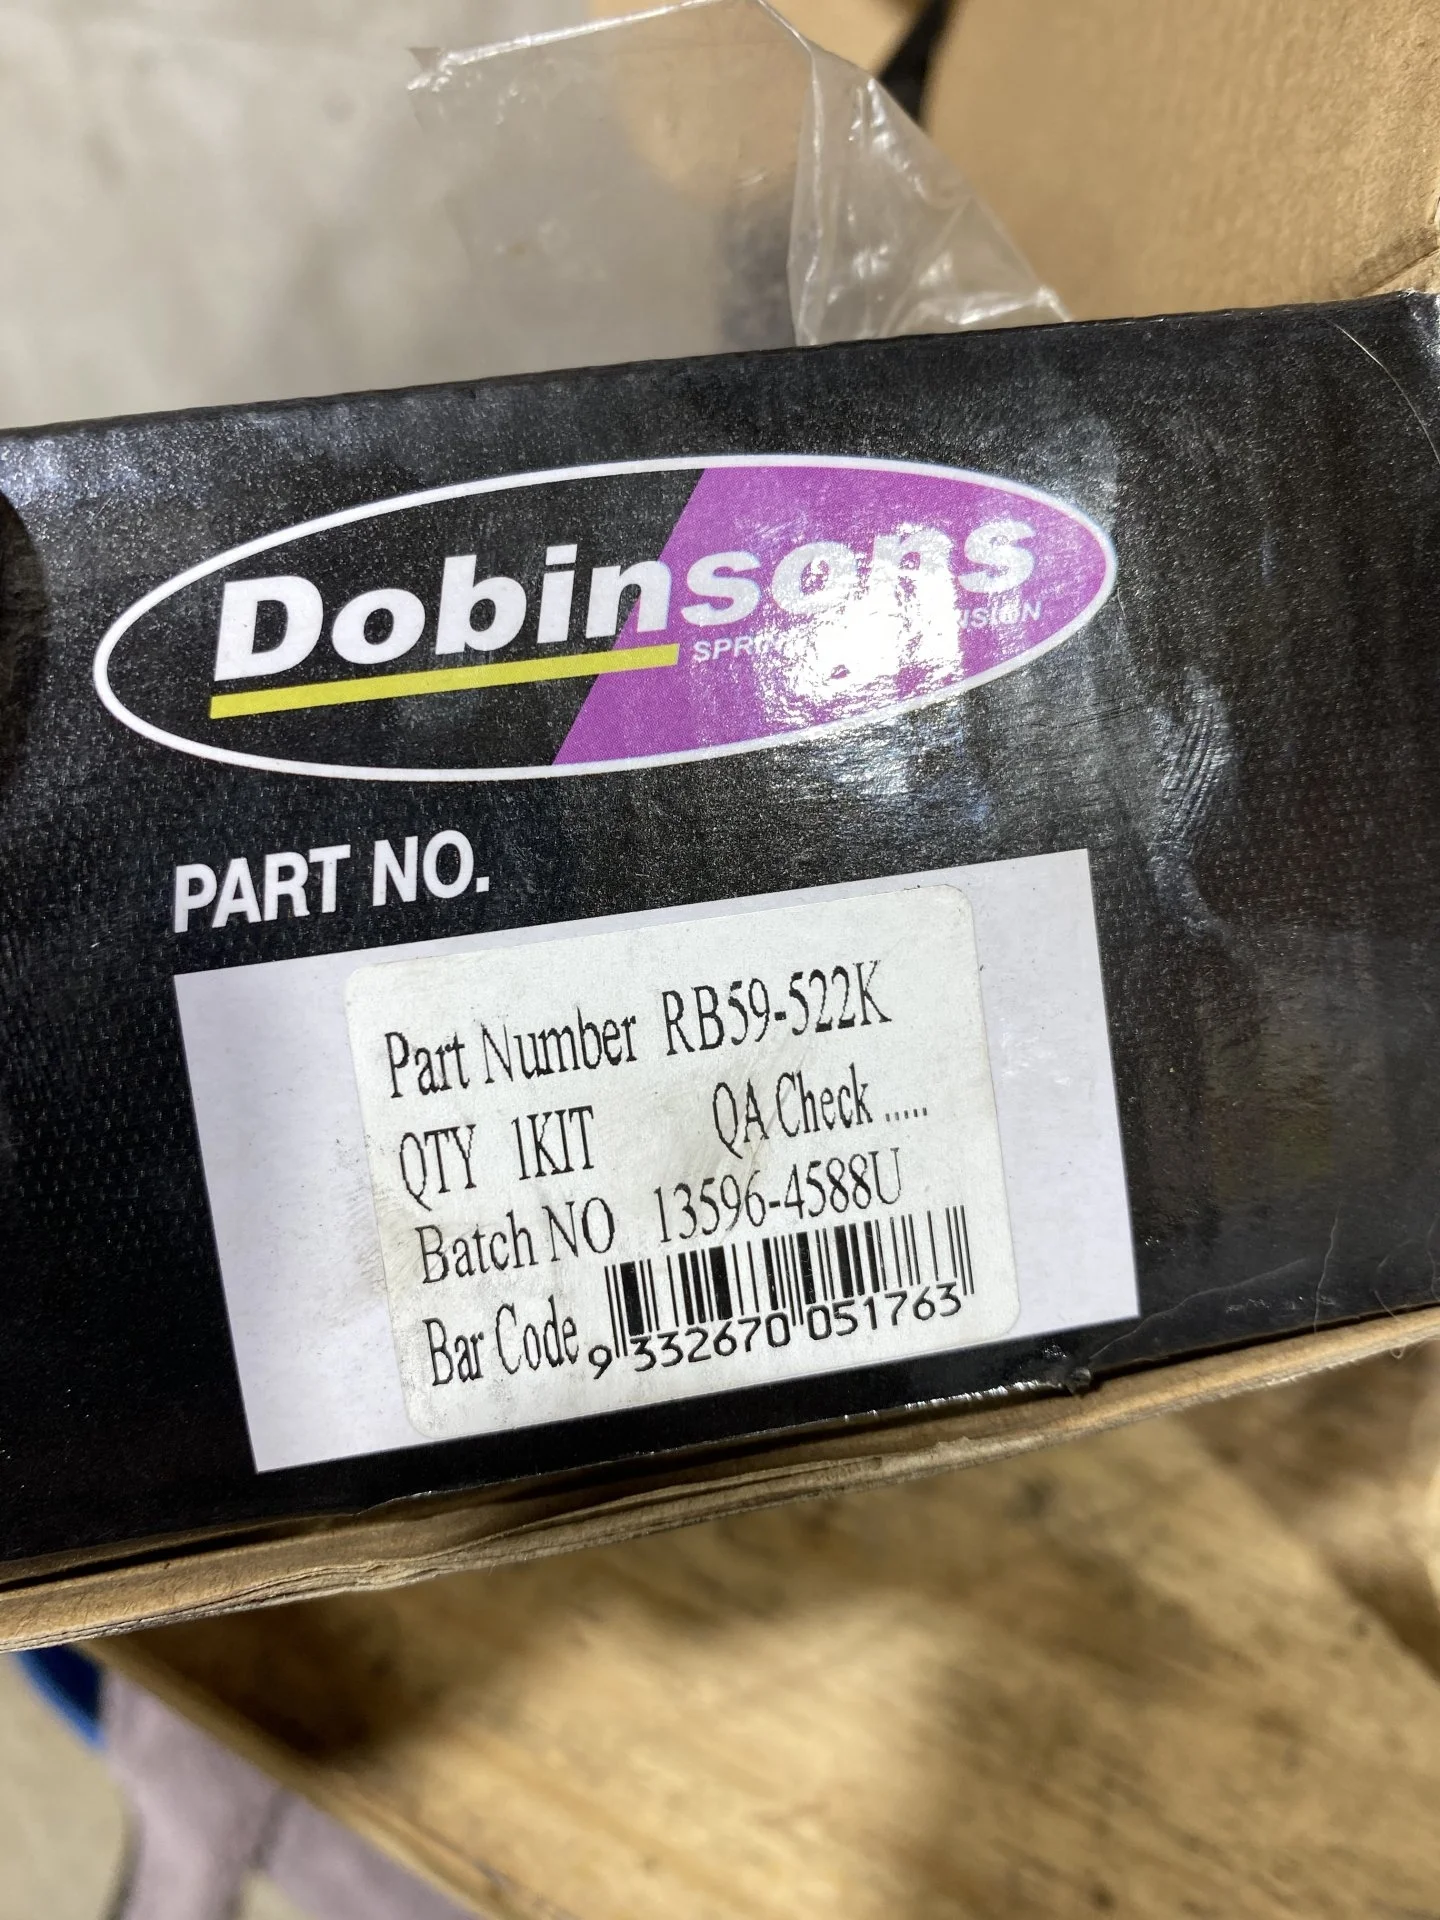 Dobinsons
PART NO.
Part Number RB59-522K
QTY 1KIT QA Check .....
Batch NO 13596-4588U
Bar Code 9 332670 051763